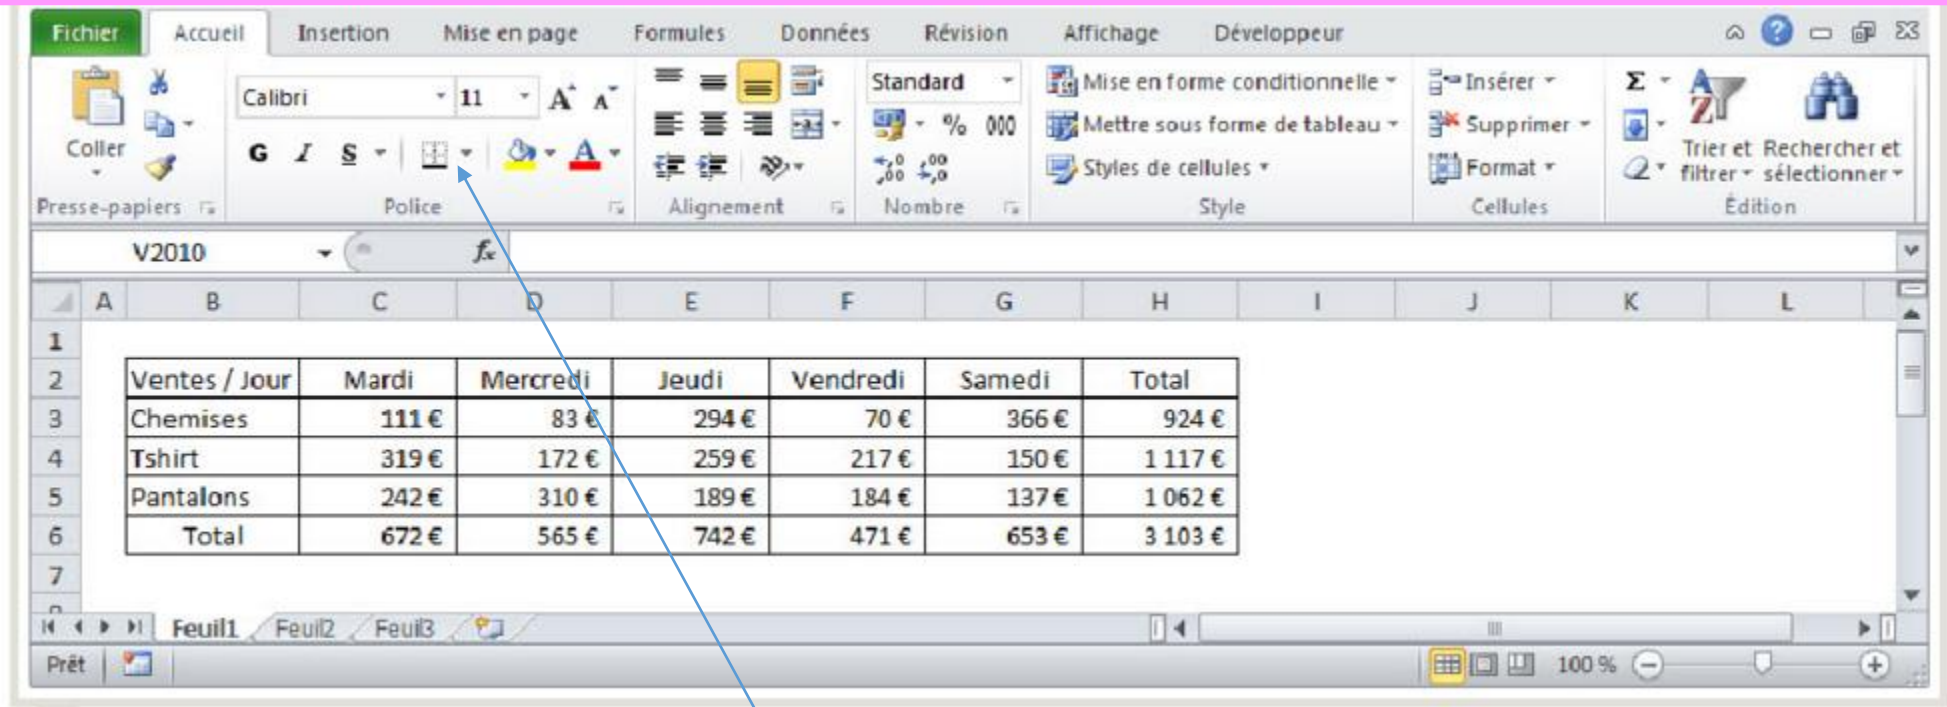 Fichier Accueil Insertion Mise en page Formules Données Révision Affichage Développeur
Calibri 11 A A Standard Mise en forme conditionnelle Insérer Σ A Z
% 000 Mettre sous forme de tableau Supprimer
Coller G I S A ,00 ,00 ,0 Styles de cellules Format Trier et filtrer Rechercher et sélectionner
Presse-papiers Police Alignement Nombre Style Cellules Édition
V2010 fx
A B C D E F G H I J K L
1
2 Ventes / Jour Mardi Mercredi Jeudi Vendredi Samedi Total
3 Chemises 111 € 83 € 294 € 70 € 366 € 924 €
4 Tshirt 319 € 172 € 259 € 217 € 150 € 1 117 €
5 Pantalons 242 € 310 € 189 € 184 € 137 € 1 062 €
6 Total 672 € 565 € 742 € 471 € 653 € 3 103 €
7
Feuil1 Feuil2 Feuil3
Prêt 100 %